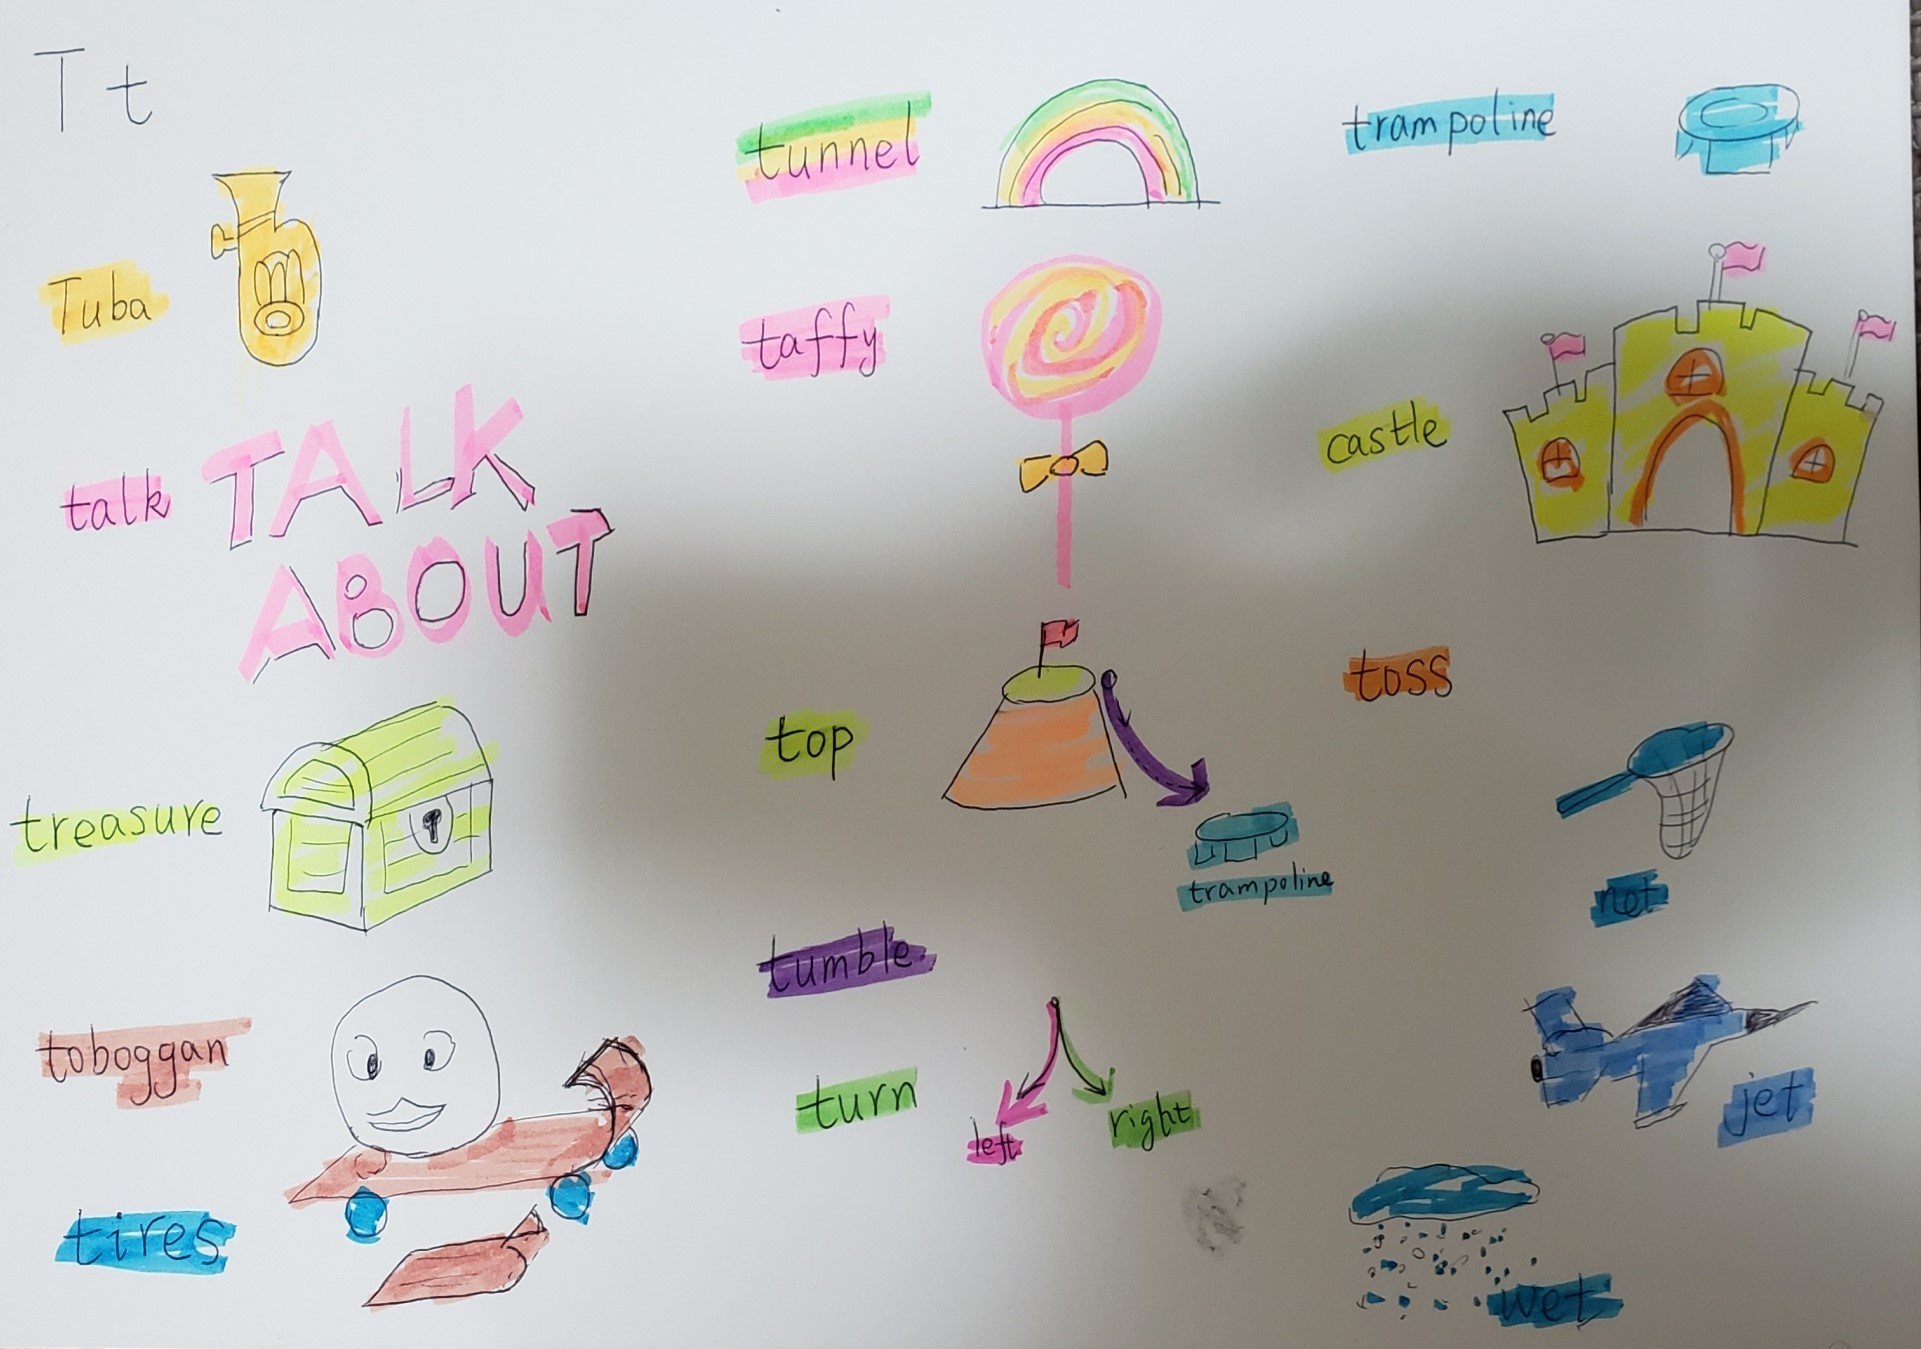 T t
Tuba
talk
TALK
ABOUT
treasure
toboggan
tires
tunnel
taffy
top
trampoline
tumble
turn
left
right
trampoline
castle
toss
net
jet
wet